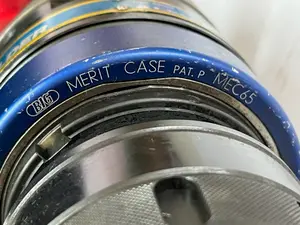 BIG MERIT CASE PAT. P MEC65